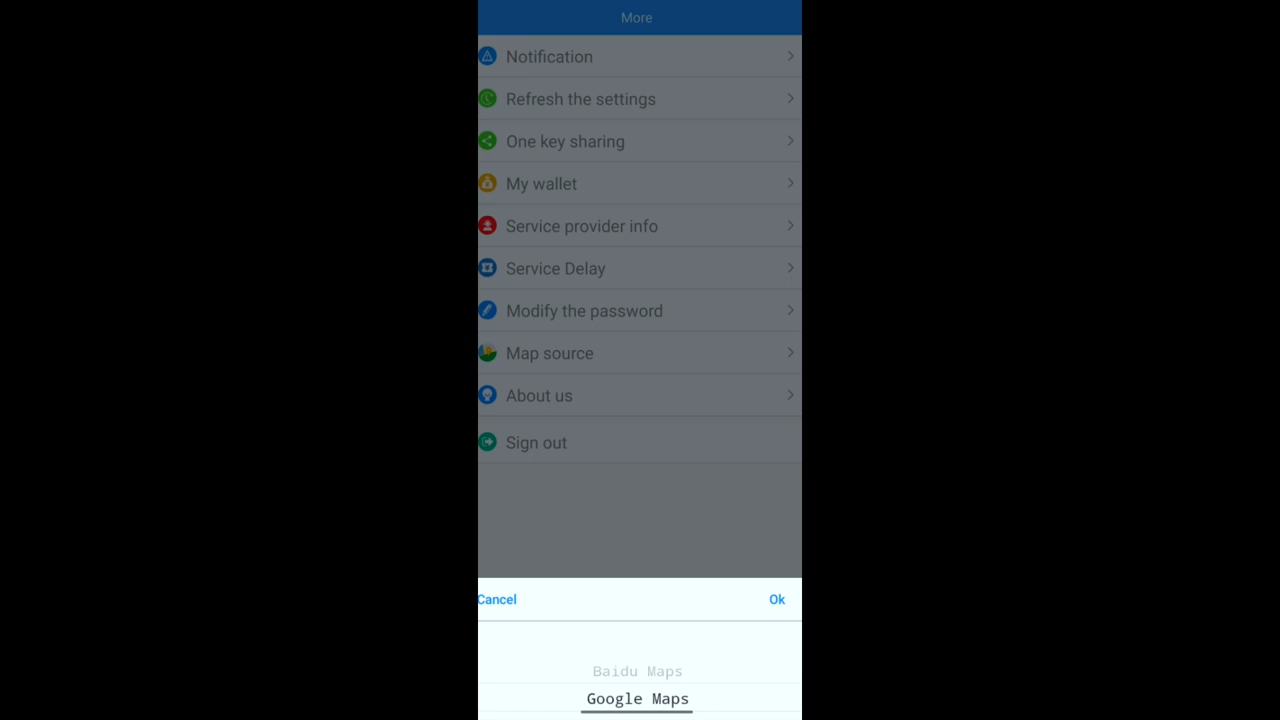 More
Notification
Refresh the settings
One key sharing
My wallet
Service provider info
Service Delay
Modify the password
Map source
About us
Sign out
Cancel Ok
Baidu Maps
Google Maps